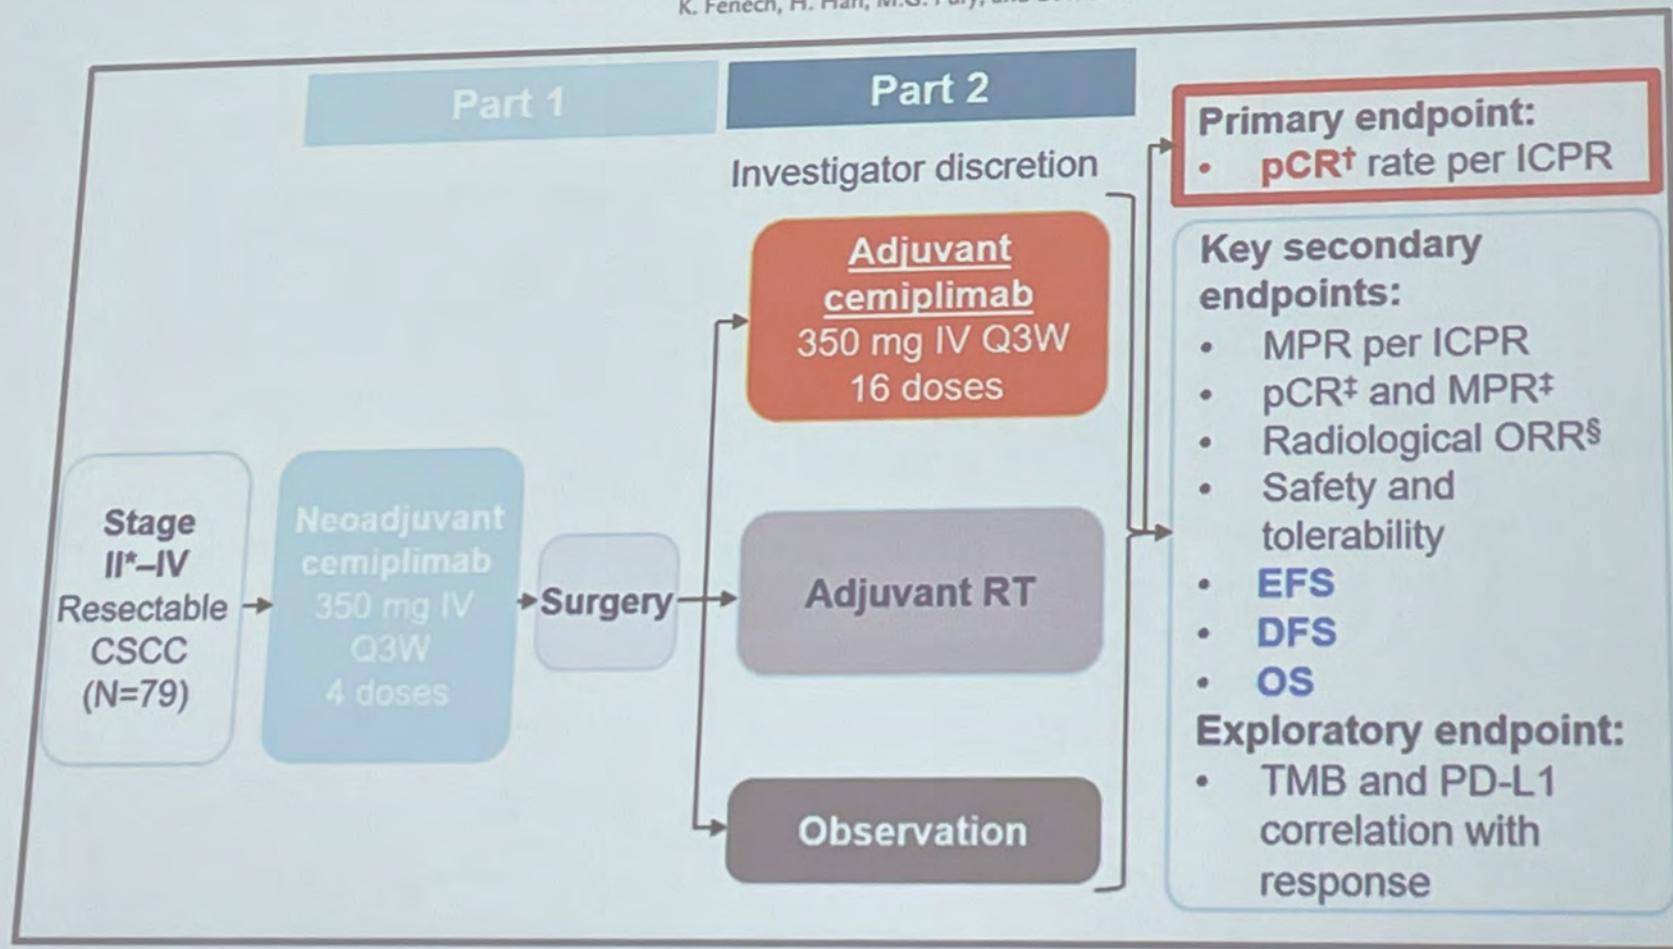 K. Fenech, H.
Part 1
Part 2
Investigator discretion
Stage
II*–IV
Resectable
CSCC
(N=79)
Neoadjuvant
cemiplimab
350 mg IV
Q3W
4 doses
Surgery
Adjuvant
cemiplimab
350 mg IV Q3W
16 doses
Adjuvant RT
Observation
Primary endpoint:
• pCR† rate per ICPR
Key secondary
endpoints:
• MPR per ICPR
• pCR‡ and MPR‡
• Radiological ORR§
• Safety and
tolerability
• EFS
• DFS
• OS
Exploratory endpoint:
• TMB and PD-L1
correlation with
response